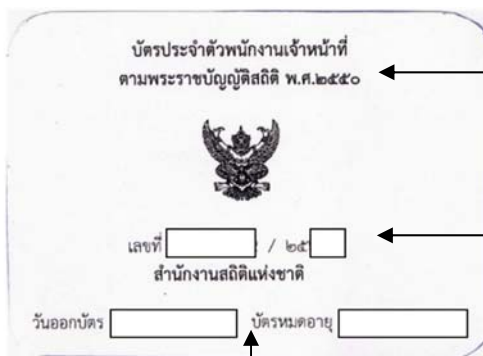 บัตรประจำตัวพนักงานเจ้าหน้าที่
ตามพระราชบัญญัติสถิติ พ.ศ.๒๕๕๐
เลขที่ / ๒๕
สำนักงานสถิติแห่งชาติ
วันออกบัตร บัตรหมดอายุ